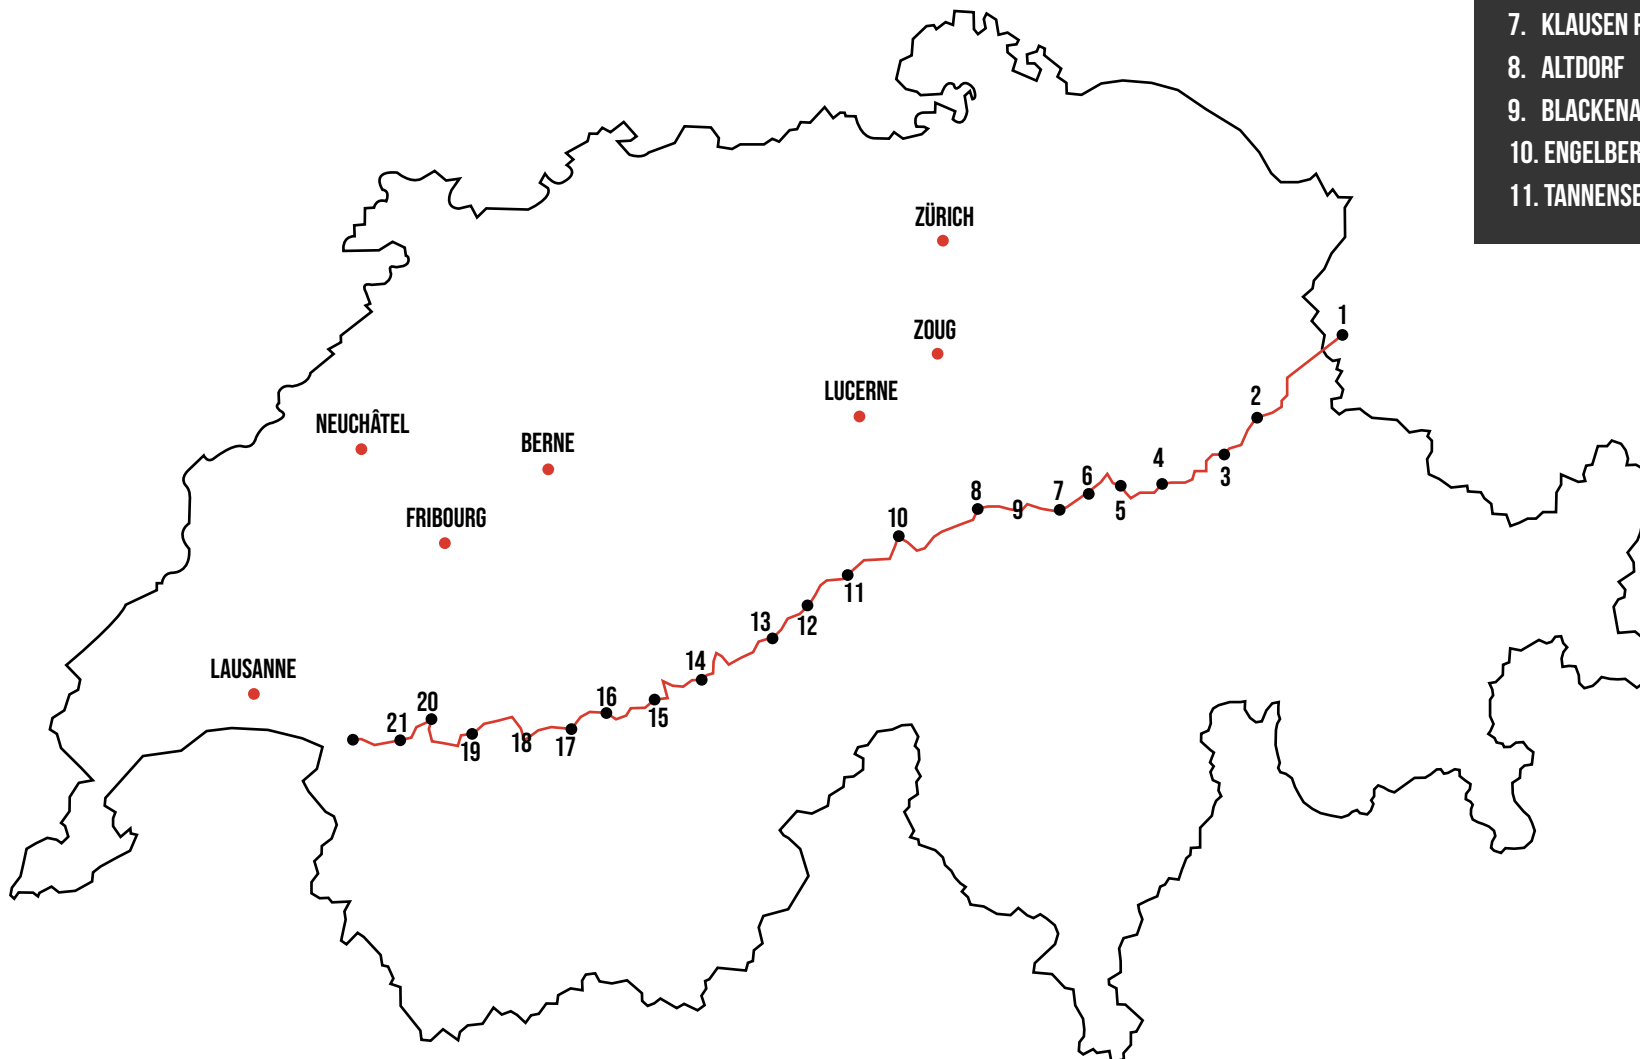 7. KLAUSEN
8. ALTDORF
9. BLACKENA
10. ENGELBER
11. TANNENSE
ZÜRICH
ZOUG
LUCERNE
NEUCHÂTEL
BERNE
FRIBOURG
LAUSANNE
1
2
3
4
5
6
7
8
9
10
11
12
13
14
15
16
17
18
19
20
21